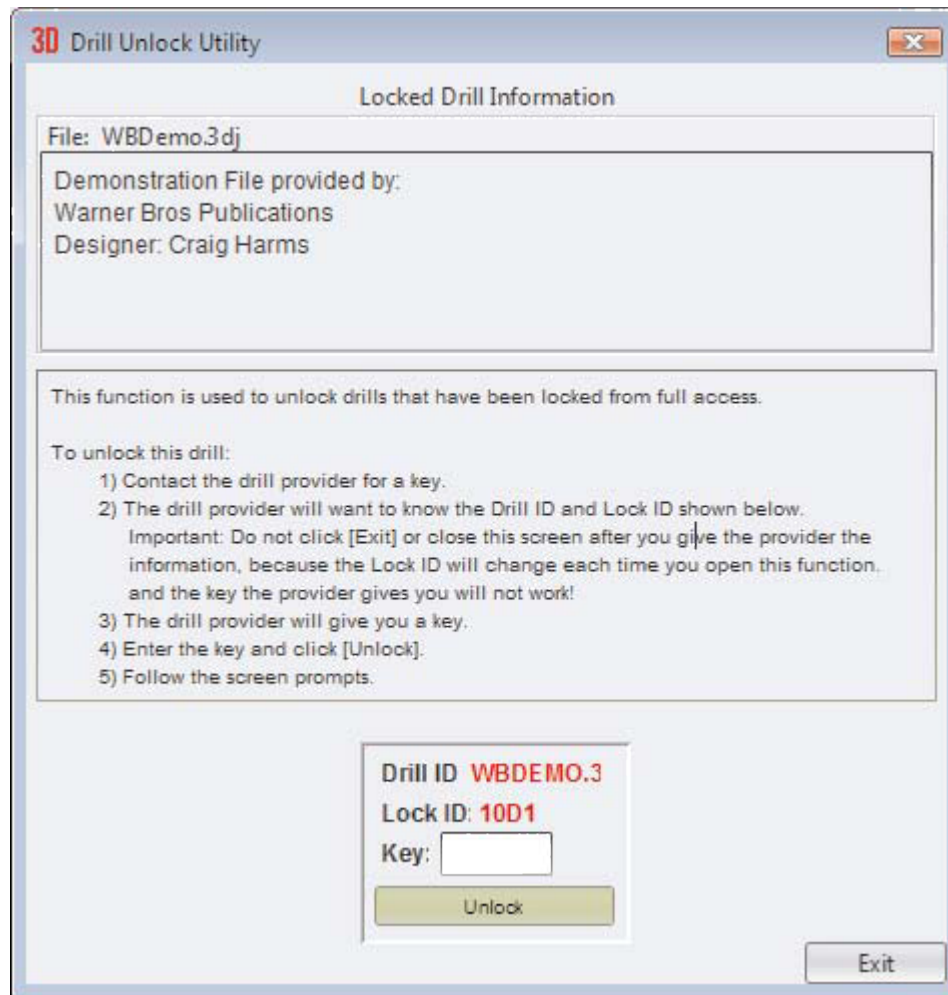 3D Drill Unlock Utility
Locked Drill Information
File: WBDemo.3dj
Demonstration File provided by:
Warner Bros Publications
Designer: Craig Harms
This function is used to unlock drills that have been locked from full access.
To unlock this drill:
1) Contact the drill provider for a key.
2) The drill provider will want to know the Drill ID and Lock ID shown below.
Important: Do not click [Exit] or close this screen after you give the provider the
information, because the Lock ID will change each time you open this function.
and the key the provider gives you will not work!
3) The drill provider will give you a key.
4) Enter the key and click [Unlock].
5) Follow the screen prompts.
Drill ID WBDEMO.3
Lock ID: 10D1
Key:
Unlock
Exit